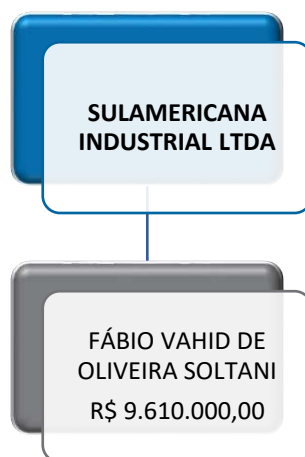 SULAMERICANA
INDUSTRIAL LTDA
FÁBIO VAHID DE
OLIVEIRA SOLTANI
R$ 9.610.000,00